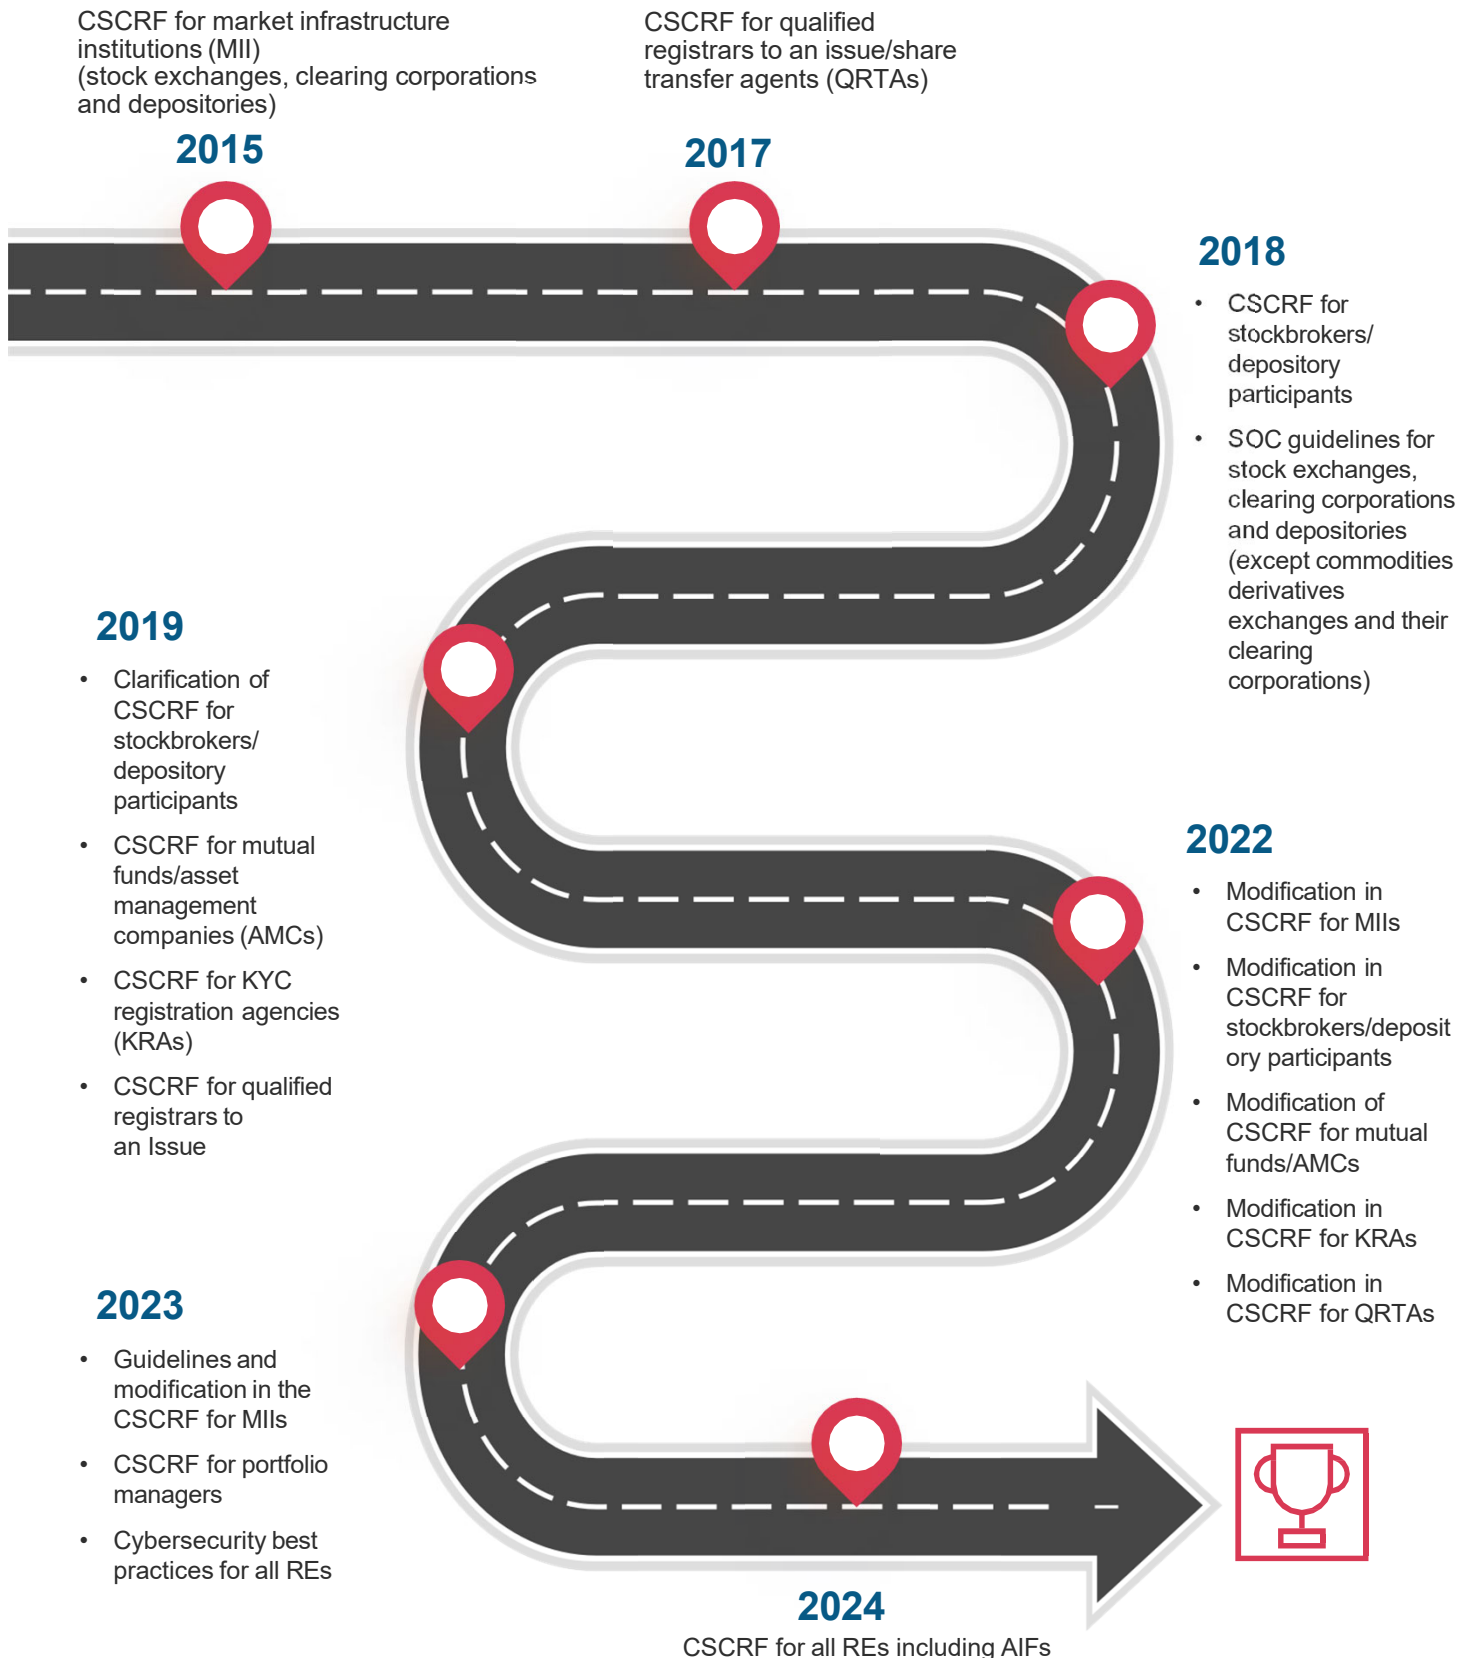 CSCRF for market infrastructure
institutions (MII)
(stock exchanges, clearing corporations
and depositories)
2015
CSCRF for qualified
registrars to an issue/share
transfer agents (QRTAs)
2017
2018
• CSCRF for
stockbrokers/
depository
participants
• SOC guidelines for
stock exchanges,
clearing corporations
and depositories
(except commodities
derivatives
exchanges and their
clearing
corporations)
2019
• Clarification of
CSCRF for
stockbrokers/
depository
participants
• CSCRF for mutual
funds/asset
management
companies (AMCs)
• CSCRF for KYC
registration agencies
(KRAs)
• CSCRF for qualified
registrars to
an Issue
2022
• Modification in
CSCRF for MIIs
• Modification in
CSCRF for
stockbrokers/deposit
ory participants
• Modification of
CSCRF for mutual
funds/AMCs
• Modification in
CSCRF for KRAs
• Modification in
CSCRF for QRTAs
2023
• Guidelines and
modification in the
CSCRF for MIIs
• CSCRF for portfolio
managers
• Cybersecurity best
practices for all REs
2024
CSCRF for all REs including AIFs